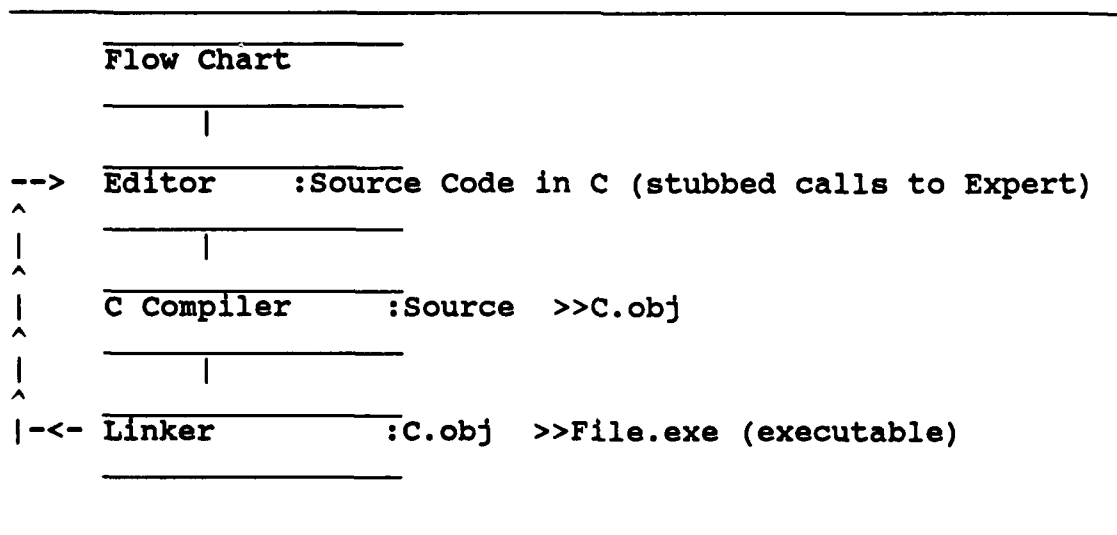 Flow Chart
|
--> Editor :Source Code in C (stubbed calls to Expert)
^
| |
^
| C Compiler :Source >>C.obj
^
| |
^
|-<- Linker :C.obj >>File.exe (executable)